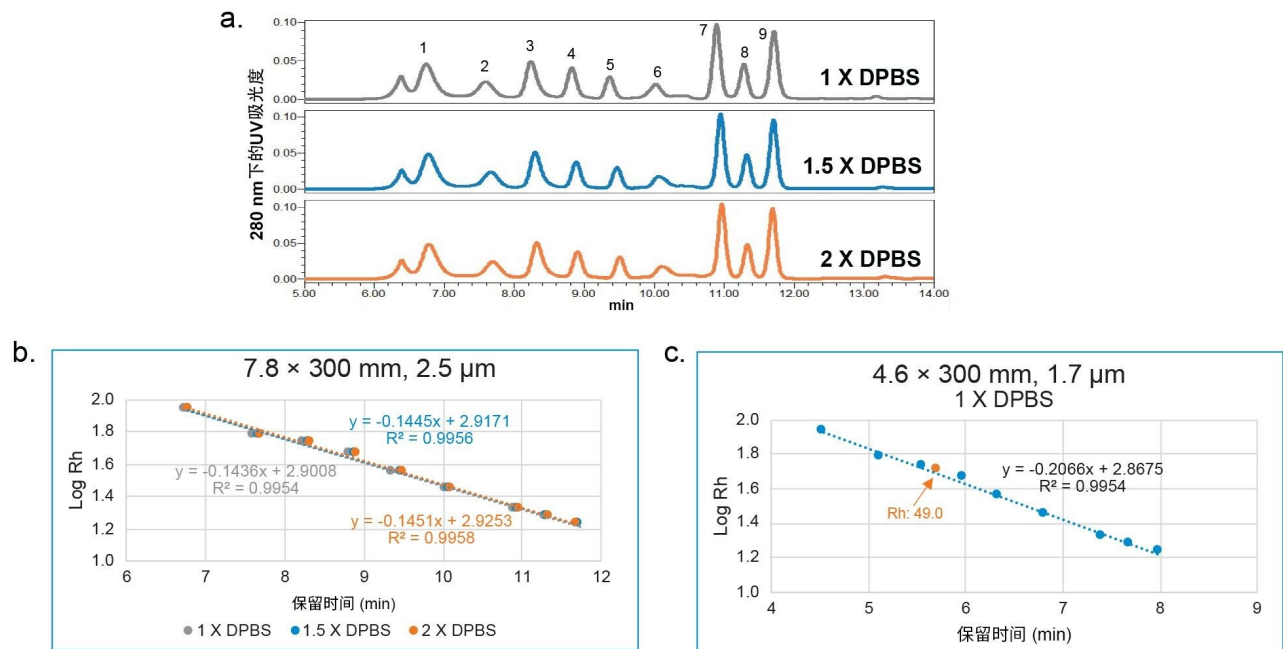 a.
280 nm下的UV吸光度
0.10
0.05
0.00
1
2
3
4
5
6
7
8
9
1 X DPBS
0.10
0.05
0.00
1.5 X DPBS
0.10
0.05
0.00
2 X DPBS
5.00 6.00 7.00 8.00 9.00 10.00 11.00 12.00 13.00 14.00
min
b.
7.8 × 300 mm, 2.5 µm
Log Rh
2.0
1.8
1.6
1.4
1.2
1.0
y = -0.1445x + 2.9171
R² = 0.9956
y = -0.1436x + 2.9008
R² = 0.9954
y = -0.1451x + 2.9253
R² = 0.9958
6 7 8 9 10 11 12
保留时间 (min)
1 X DPBS 1.5 X DPBS 2 X DPBS
c.
4.6 × 300 mm, 1.7 µm
1 X DPBS
Log Rh
2.0
1.8
1.6
1.4
1.2
1.0
y = -0.2066x + 2.8675
R² = 0.9954
Rh: 49.0
4 5 6 7 8 9
保留时间 (min)